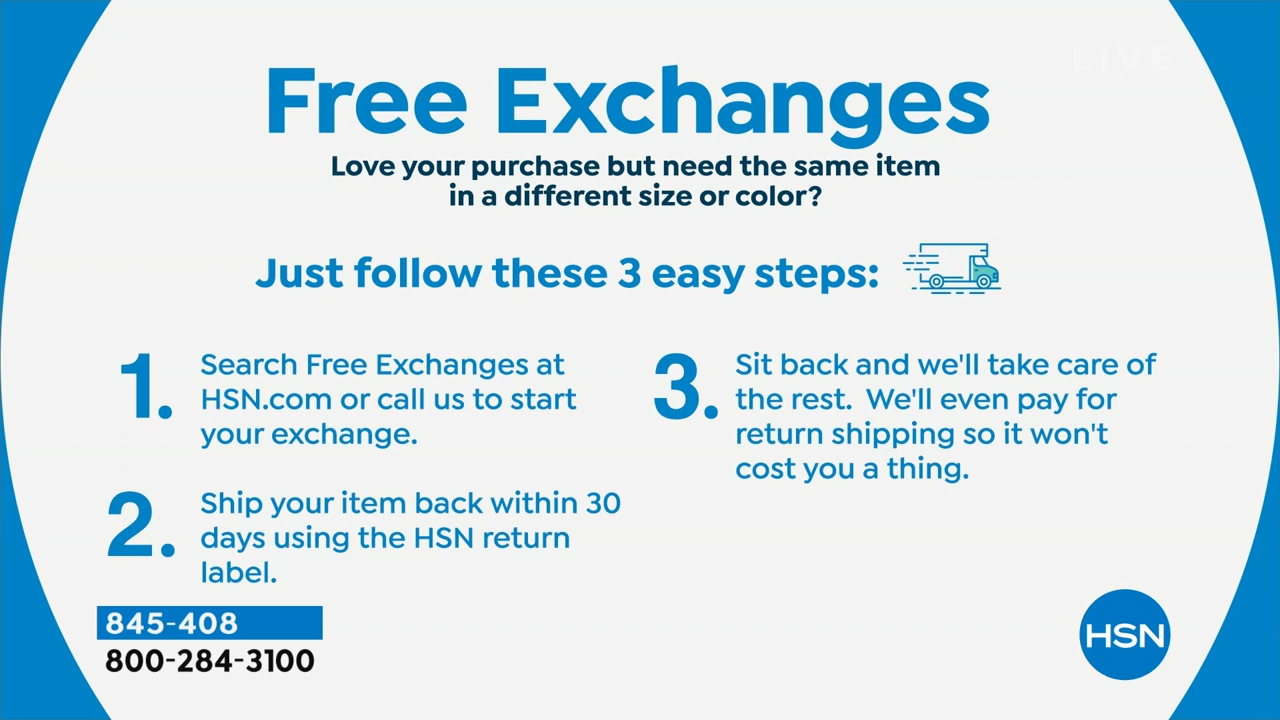 LIVE
Free Exchanges
Love your purchase but need the same item
in a different size or color?
Just follow these 3 easy steps:
1. Search Free Exchanges at
HSN.com or call us to start
your exchange.
2. Ship your item back within 30
days using the HSN return
label.
3. Sit back and we'll take care of
the rest. We'll even pay for
return shipping so it won't
cost you a thing.
845-408
800-284-3100
HSN